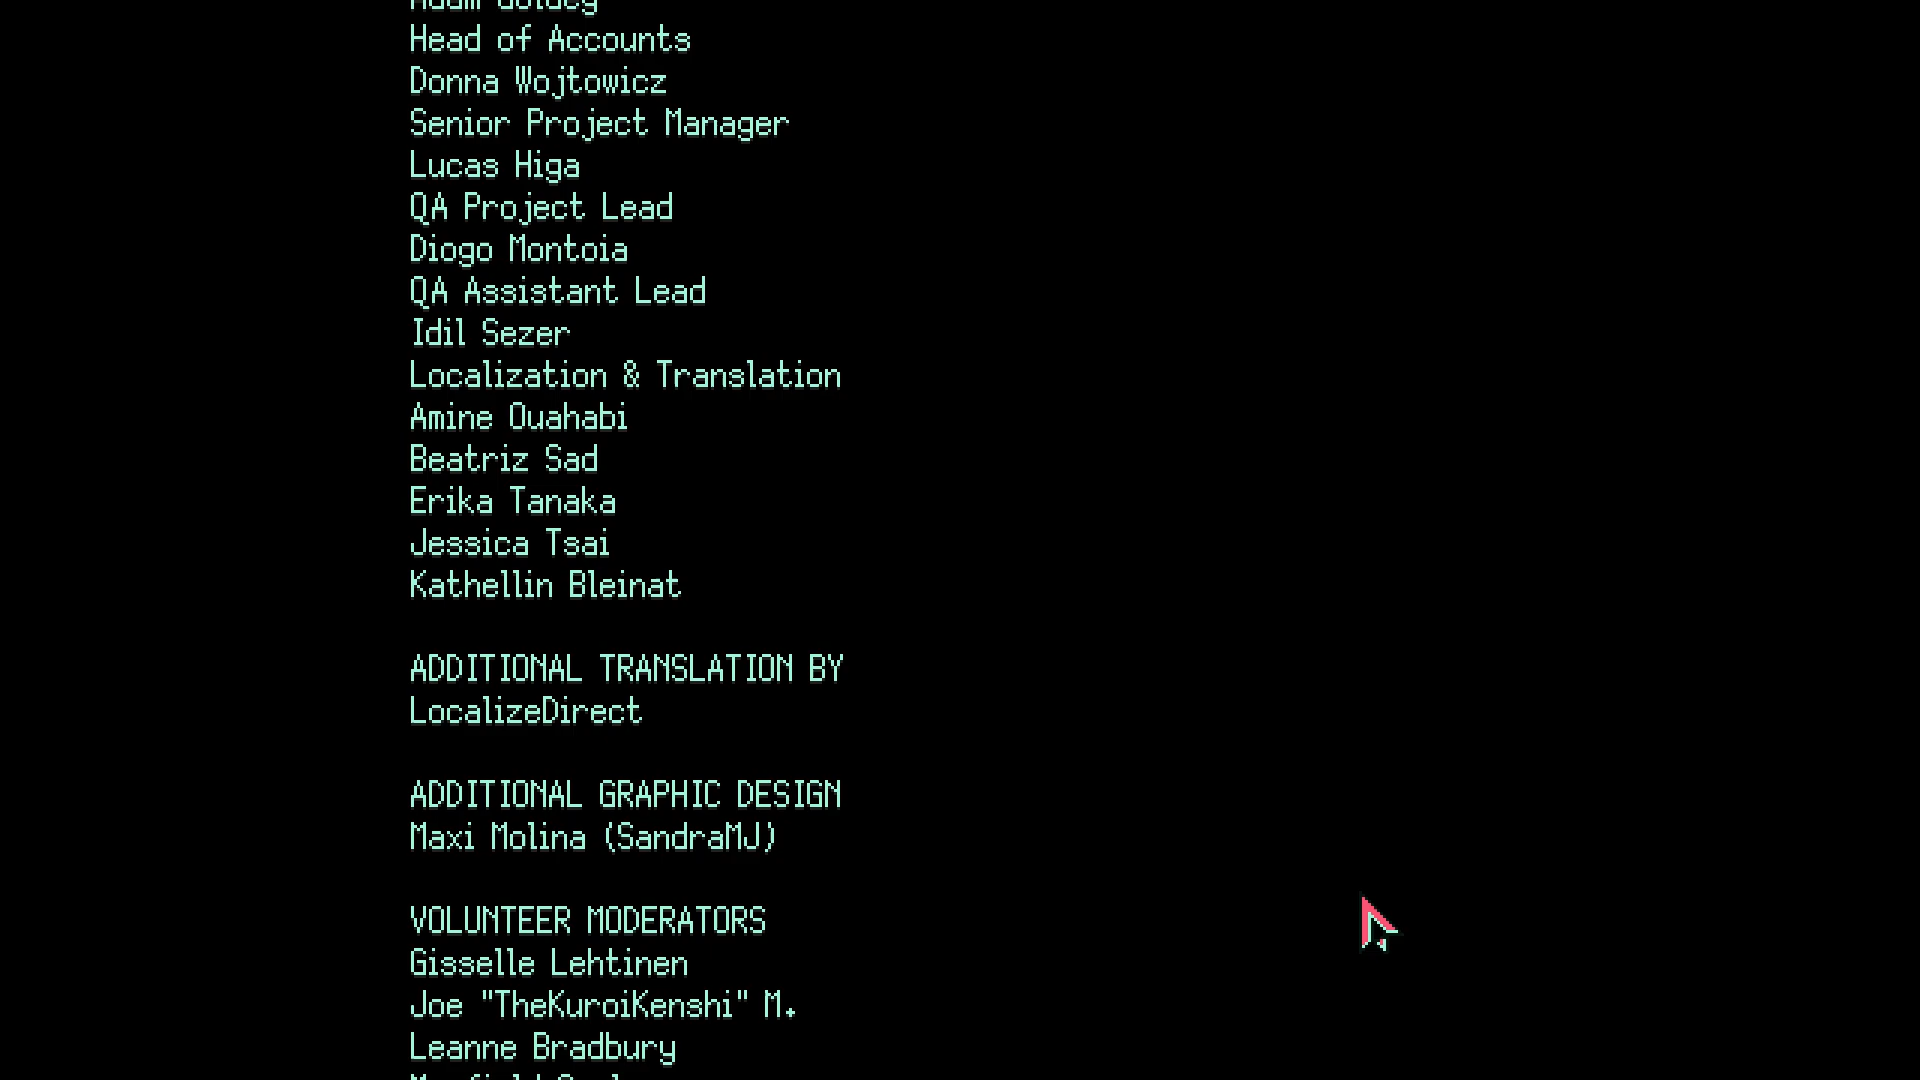 Head of Accounts
Donna Wojtowicz
Senior Project Manager
Lucas Higa
QA Project Lead
Diogo Montoia
QA Assistant Lead
Idil Sezer
Localization & Translation
Amine Ouahabi
Beatriz Sad
Erika Tanaka
Jessica Tsai
Kathellin Bleinat
ADDITIONAL TRANSLATION BY
LocalizeDirect
ADDITIONAL GRAPHIC DESIGN
Maxi Molina (SandraMJ)
VOLUNTEER MODERATORS
Gisselle Lehtinen
Joe "TheKuroiKenshi" M.
Leanne Bradbury